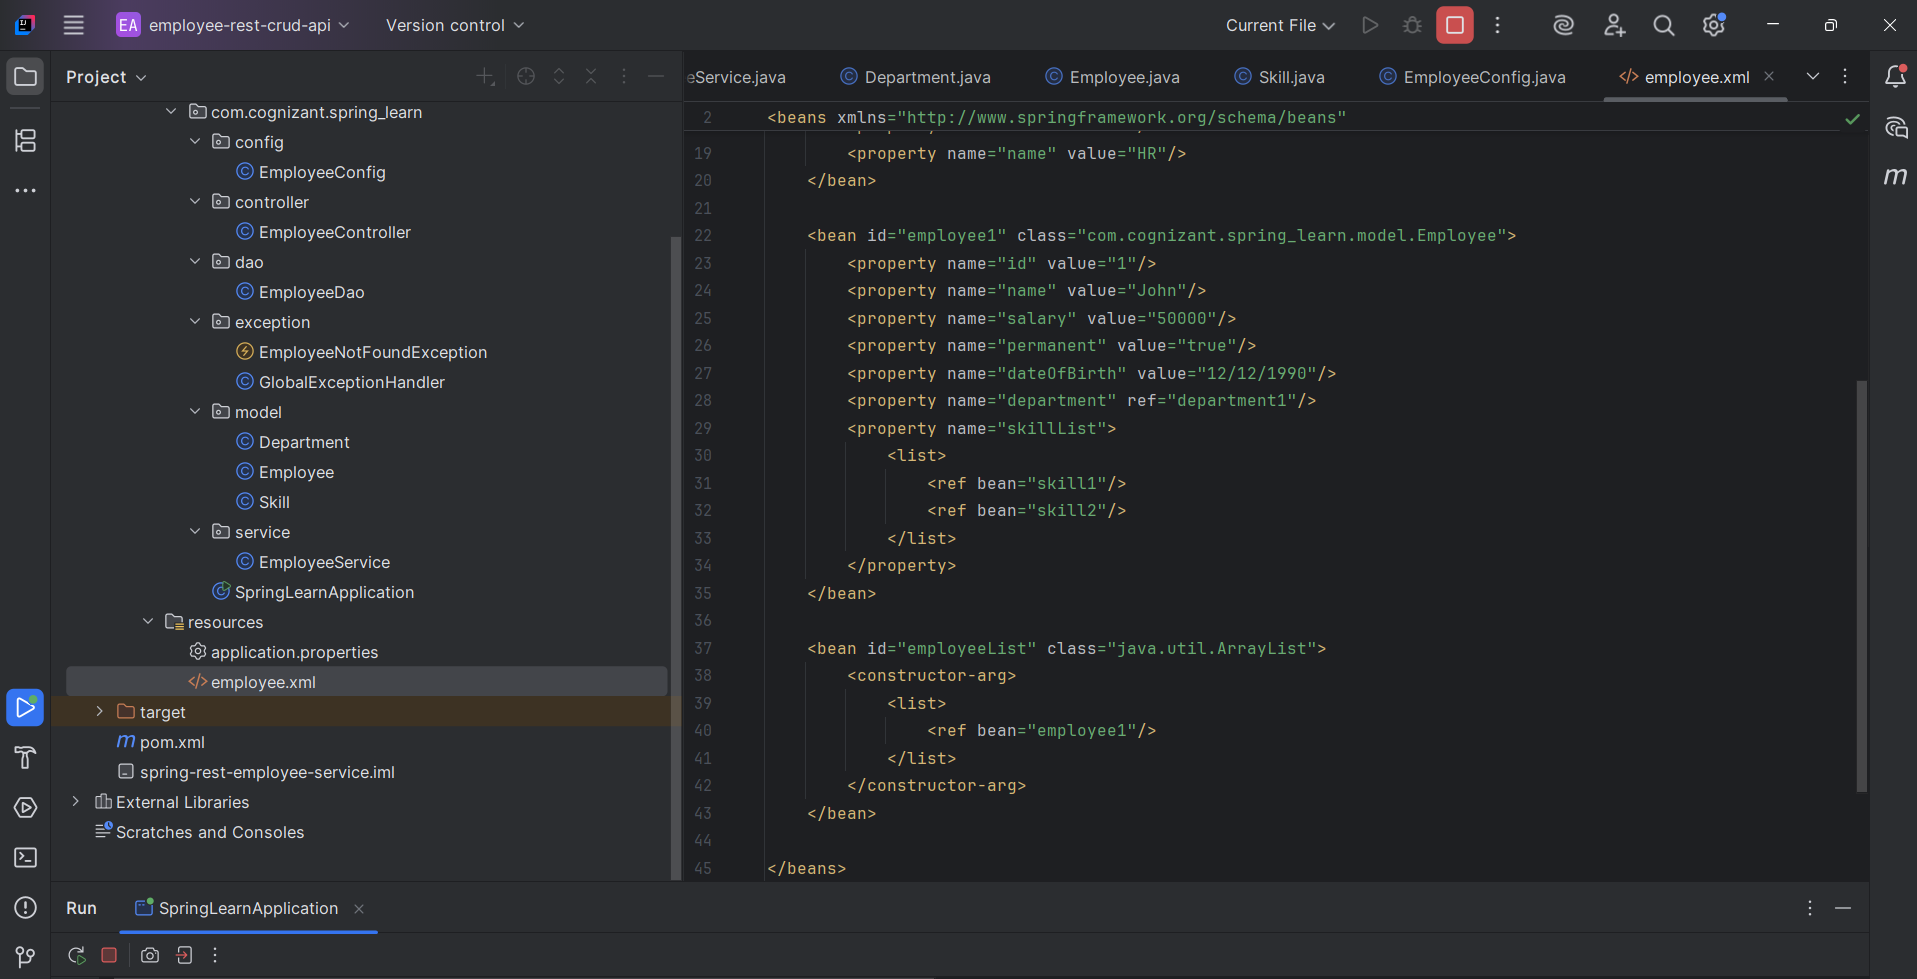 EA employee-rest-crud-api Version control Current File
Project
com.cognizant.spring_learn
config
EmployeeConfig
controller
EmployeeController
dao
EmployeeDao
exception
EmployeeNotFoundException
GlobalExceptionHandler
model
Department
Employee
Skill
service
EmployeeService
SpringLearnApplication
resources
application.properties
employee.xml
target
pom.xml
spring-rest-employee-service.iml
External Libraries
Scratches and Consoles
eService.java Department.java Employee.java Skill.java EmployeeConfig.java employee.xml
2 <beans xmlns="http://www.springframework.org/schema/beans"
19 <property name="name" value="HR"/>
20 </bean>
21
22 <bean id="employee1" class="com.cognizant.spring_learn.model.Employee">
23 <property name="id" value="1"/>
24 <property name="name" value="John"/>
25 <property name="salary" value="50000"/>
26 <property name="permanent" value="true"/>
27 <property name="dateOfBirth" value="12/12/1990"/>
28 <property name="department" ref="department1"/>
29 <property name="skillList">
30 <list>
31 <ref bean="skill1"/>
32 <ref bean="skill2"/>
33 </list>
34 </property>
35 </bean>
36
37 <bean id="employeeList" class="java.util.ArrayList">
38 <constructor-arg>
39 <list>
40 <ref bean="employee1"/>
41 </list>
42 </constructor-arg>
43 </bean>
44
45 </beans>
Run SpringLearnApplication